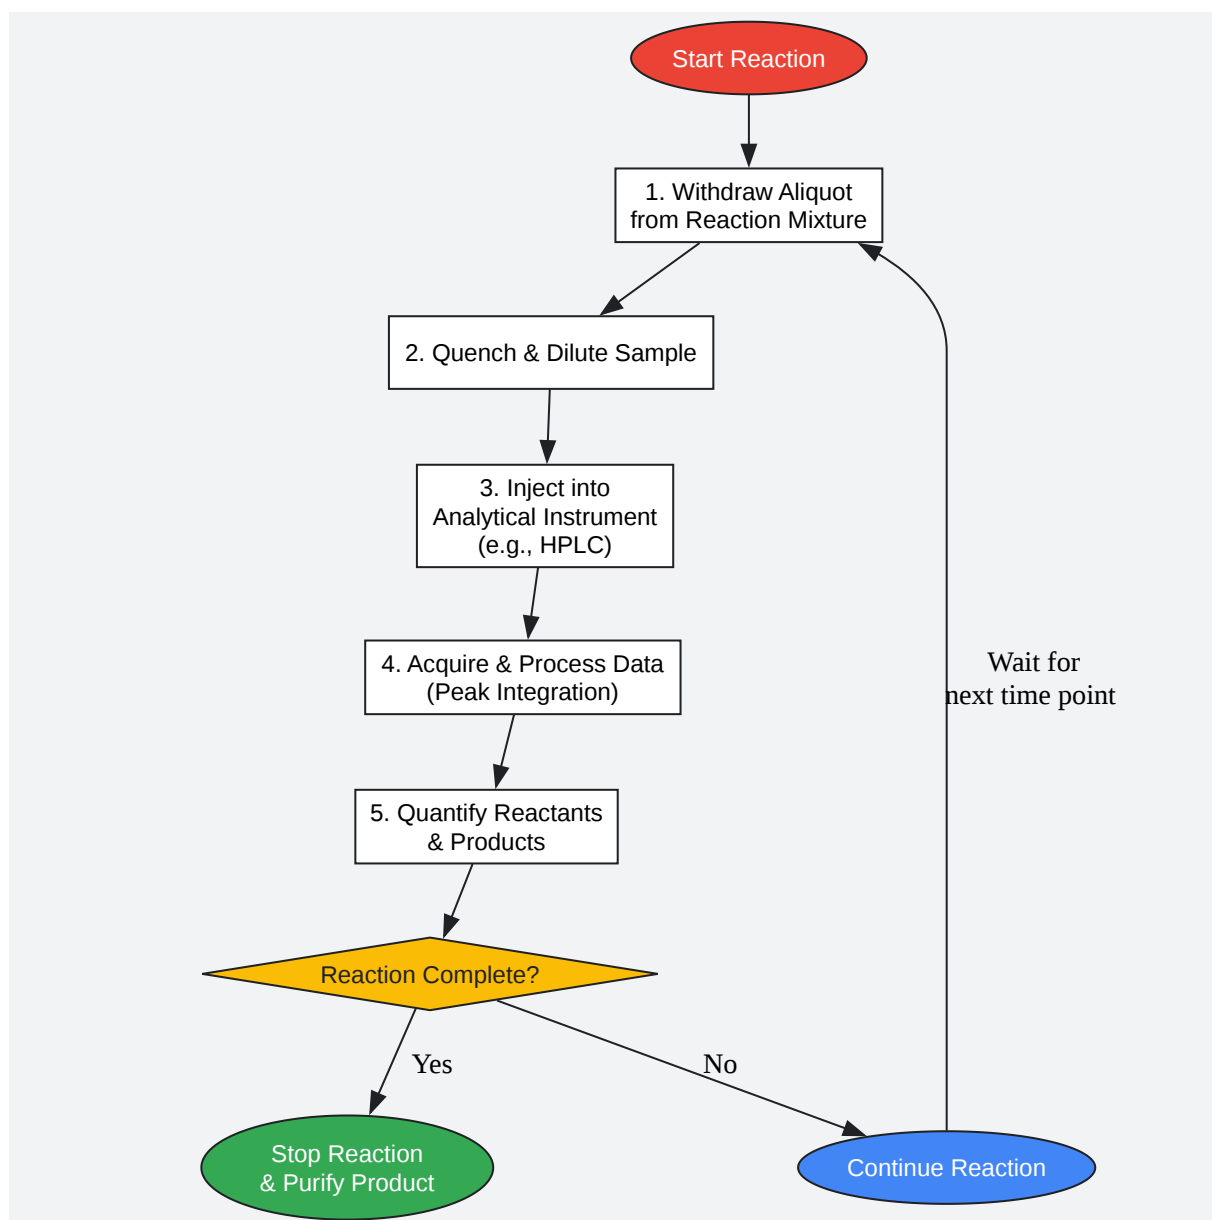 Start Reaction
1. Withdraw Aliquot
from Reaction Mixture
2. Quench & Dilute Sample
3. Inject into
Analytical Instrument
(e.g., HPLC)
4. Acquire & Process Data
(Peak Integration)
Wait for
next time point
5. Quantify Reactants
& Products
Reaction Complete?
Yes
No
Stop Reaction
& Purify Product
Continue Reaction